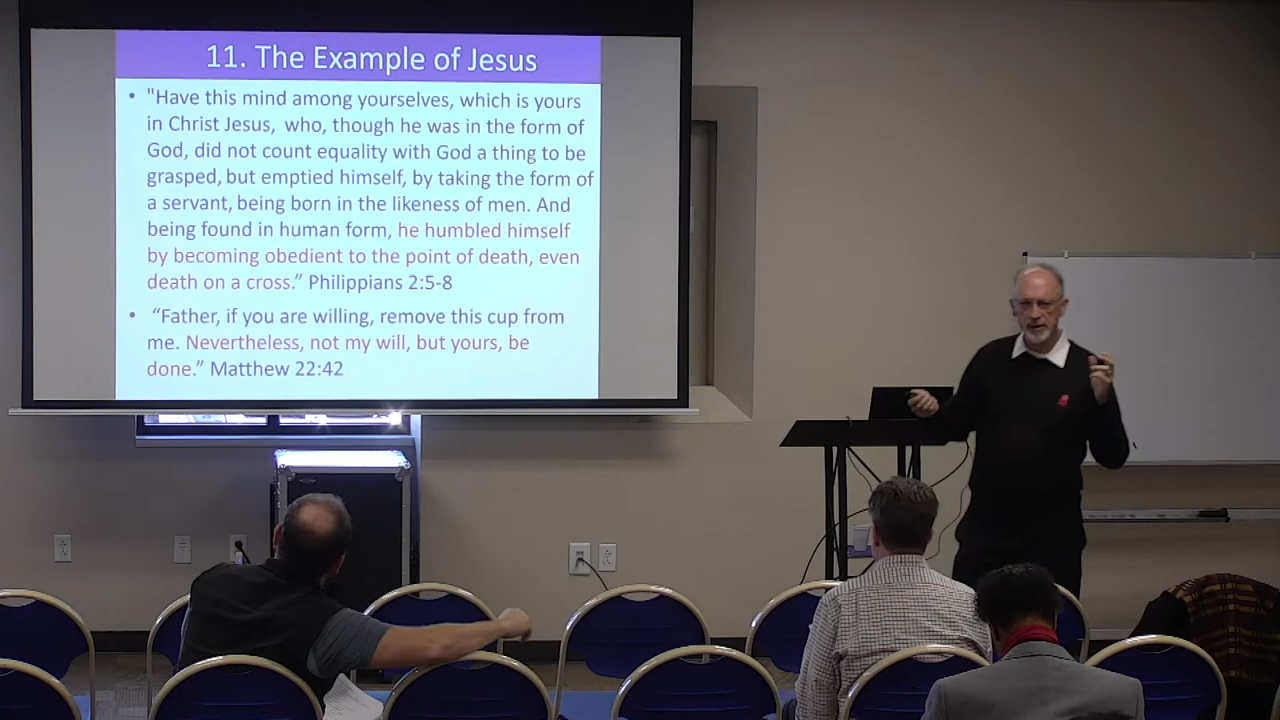 11. The Example of Jesus
• "Have this mind among yourselves, which is yours
in Christ Jesus, who, though he was in the form of
God, did not count equality with God a thing to be
grasped, but emptied himself, by taking the form of
a servant, being born in the likeness of men. And
being found in human form, he humbled himself
by becoming obedient to the point of death, even
death on a cross.” Philippians 2:5-8
• “Father, if you are willing, remove this cup from
me. Nevertheless, not my will, but yours, be
done.” Matthew 22:42